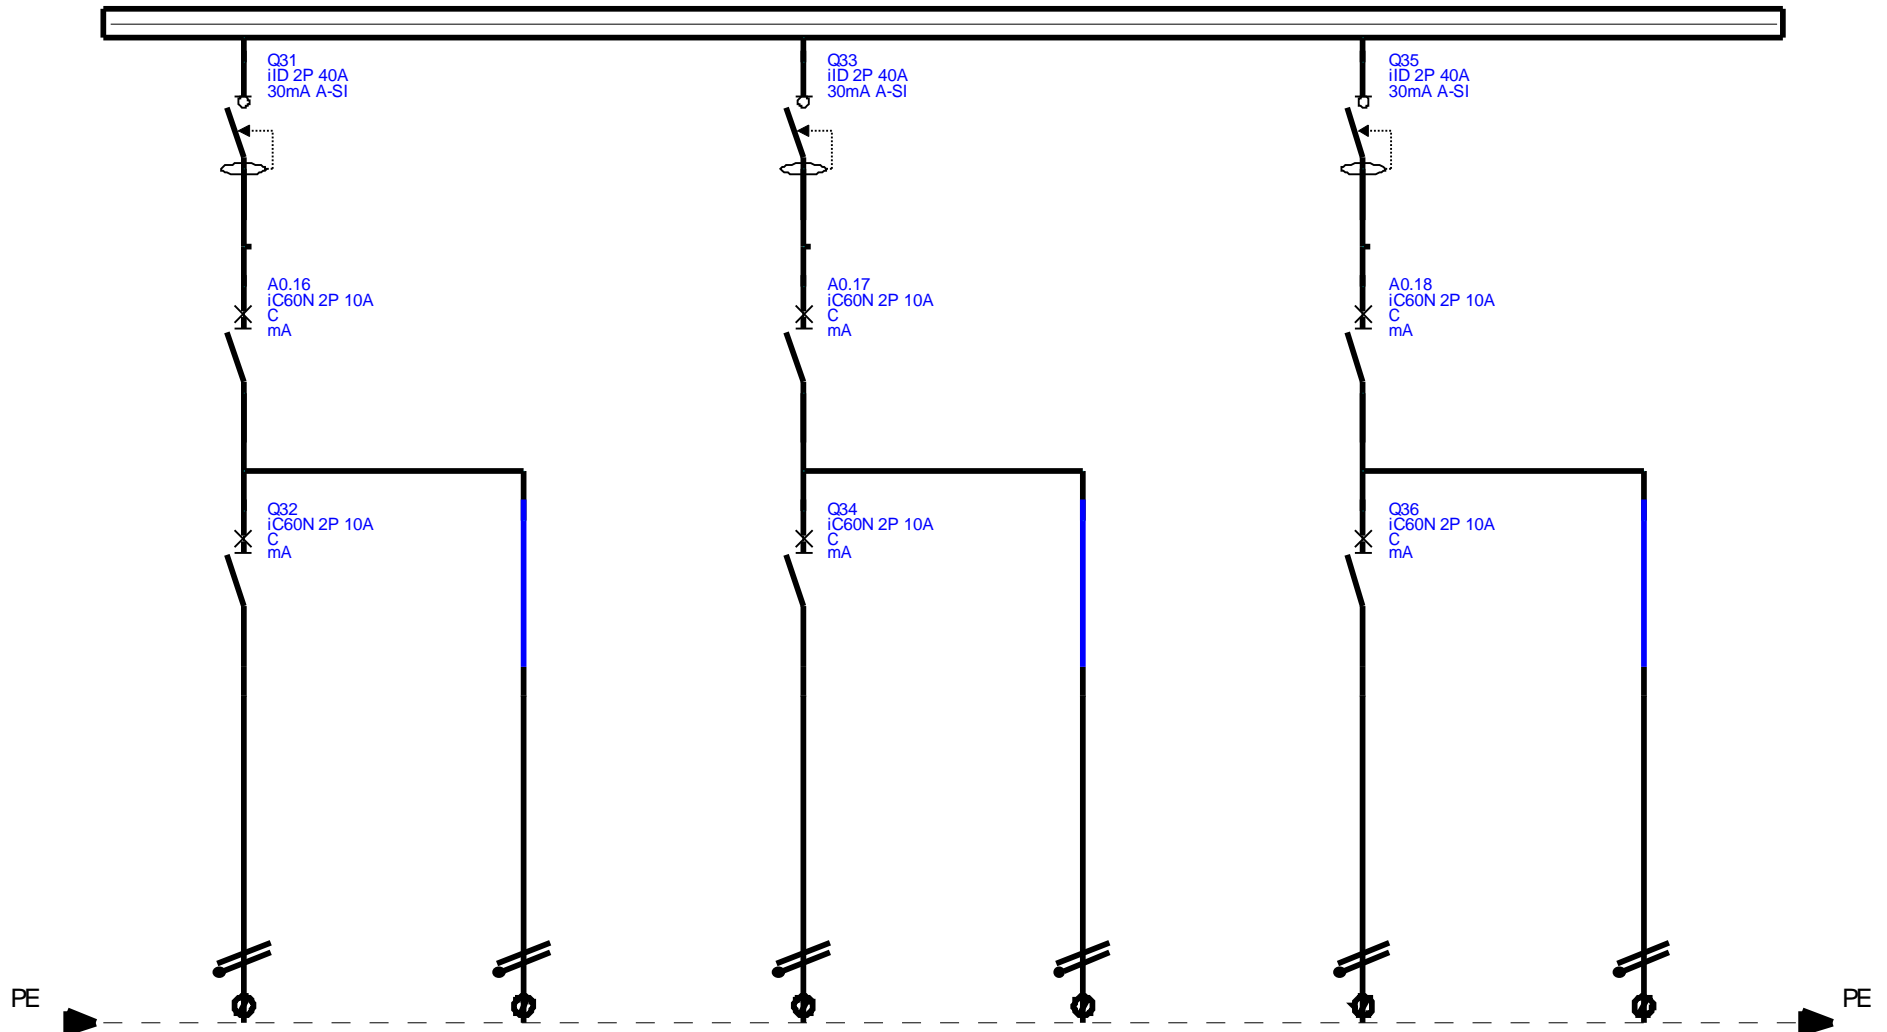 Q31
iID 2P 40A
30mA A-SI
Q33
iID 2P 40A
30mA A-SI
Q35
iID 2P 40A
30mA A-SI
A0.16
iC60N 2P 10A
C
mA
A0.17
iC60N 2P 10A
C
mA
A0.18
iC60N 2P 10A
C
mA
Q32
iC60N 2P 10A
C
mA
Q34
iC60N 2P 10A
C
mA
Q36
iC60N 2P 10A
C
mA
PE
PE